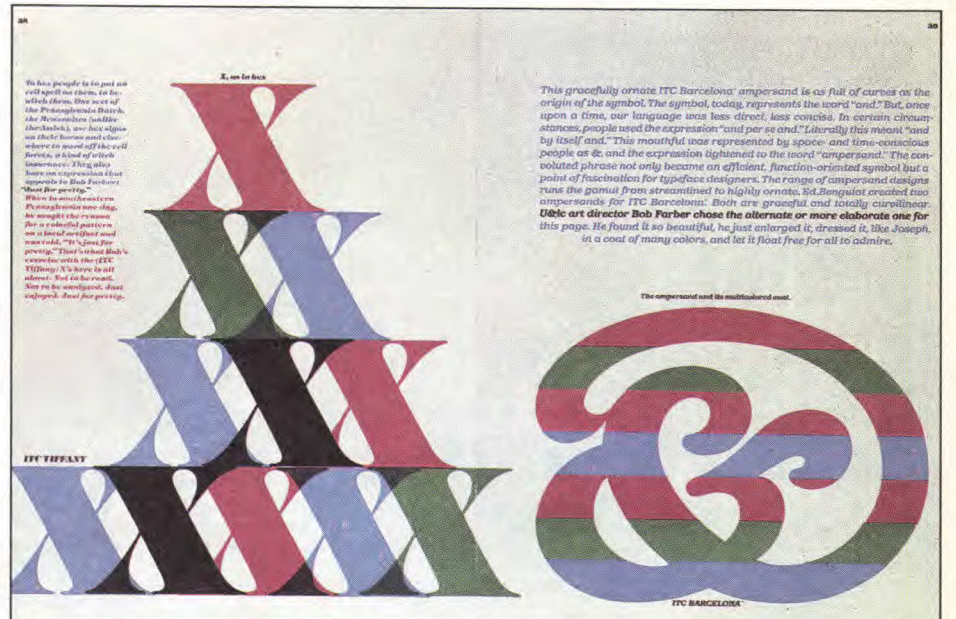 38
X, as in hex
To hex people is to put an
evil spell on them, to be-
witch them. One sect of
the Pennsylvania Dutch,
the Mennonites (unlike
the Amish), use hex signs
on their barns and else-
where to ward off the evil
forces, a kind of witch
insurance. They also
have an expression that
appeals to Bob Farber:
"Just for pretty."
When in southeastern
Pennsylvania one day,
he sought the reason
for a colorful pattern
on a local artifact and
was told, "It's just for
pretty." That's what Bob's
exercise with the (ITC
Tiffany) X's here is all
about. Not to be read.
Not to be analyzed. Just
enjoyed. Just for pretty.
X
X X
X X X
ITC TIFFANY
X X X X X
39
This gracefully ornate ITC Barcelona™ ampersand is as full of curves as the
origin of the symbol. The symbol, today, represents the word "and." But, once
upon a time, our language was less direct, less concise. In certain circum-
stances, people used the expression "and per se and." Literally this meant "and
by itself and." This mouthful was represented by space- and time-conscious
people as &, and the expression tightened to the word "ampersand." The con-
voluted phrase not only became an efficient, function-oriented symbol but a
point of fascination for typeface designers. The range of ampersand designs
runs the gamut from streamlined to highly ornate. Ed Benguiat created two
ampersands for ITC Barcelona. Both are graceful and totally curvilinear.
U&lc art director Bob Farber chose the alternate or more elaborate one for
this page. He found it so beautiful, he just enlarged it, dressed it, like Joseph,
in a coat of many colors, and let it float free for all to admire.
The ampersand and its multicolored coat.
&
ITC BARCELONA™